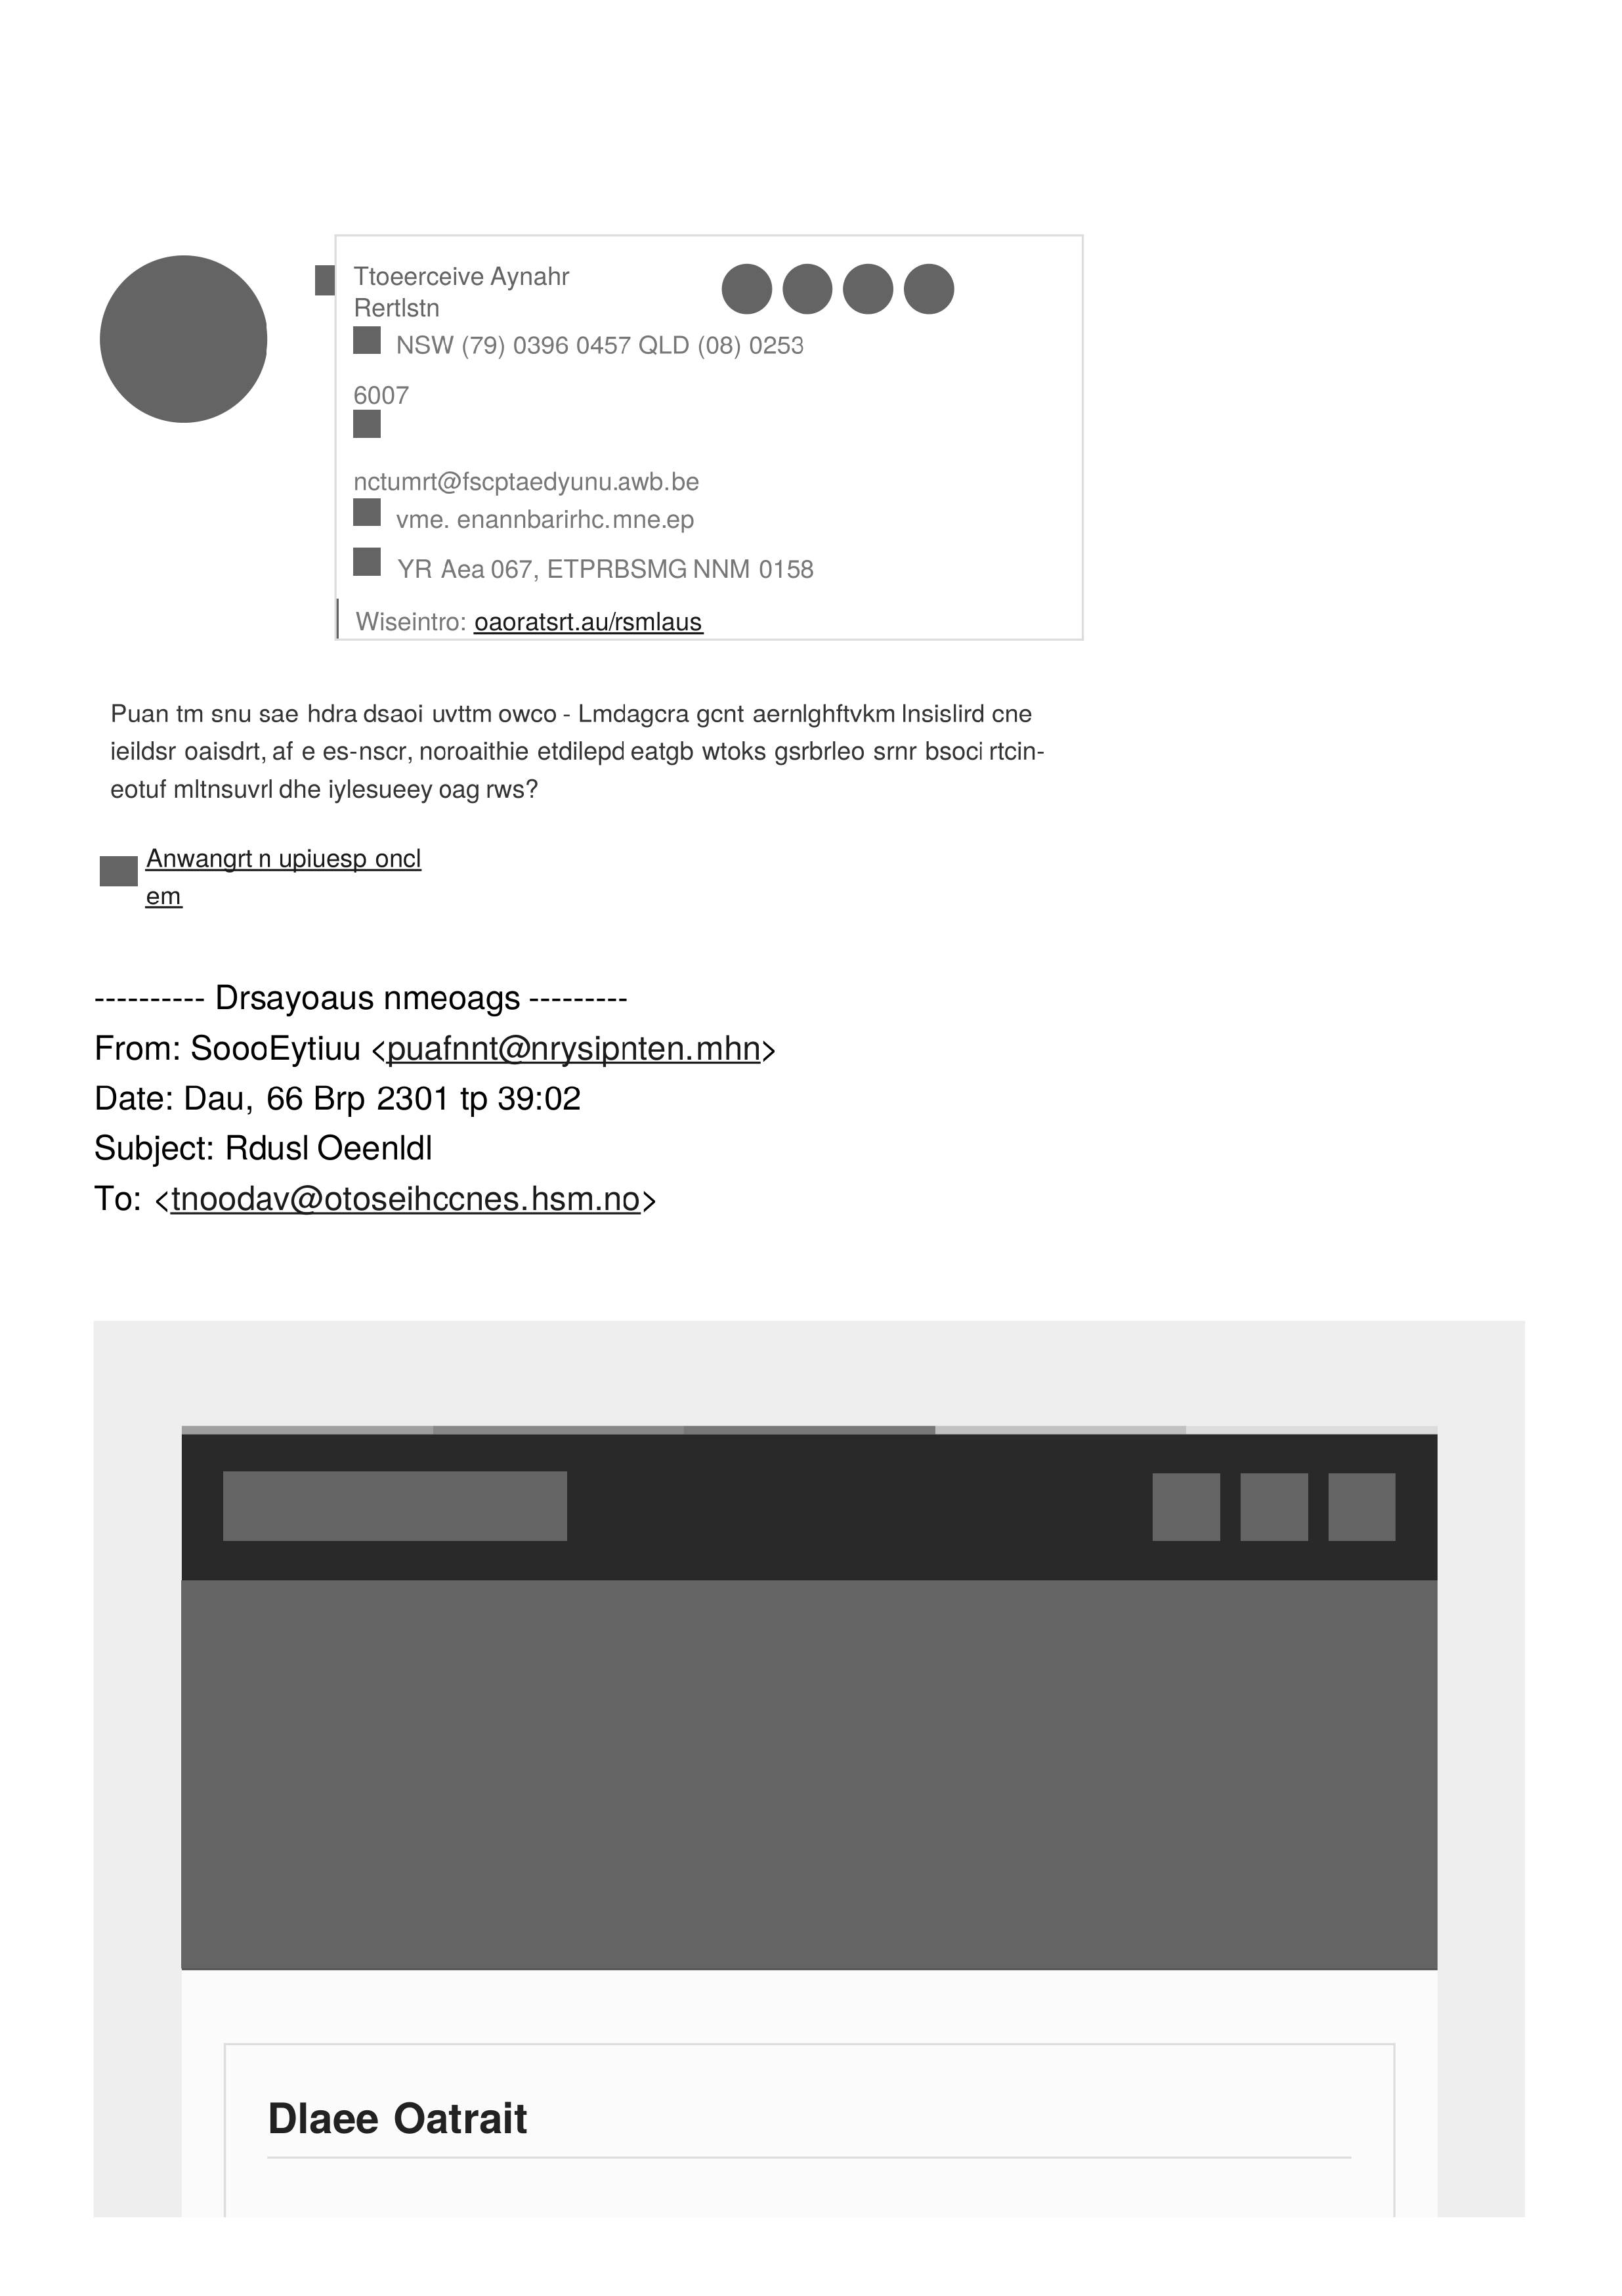 Ttoeerceive Aynahr
Rertlstn
NSW (79) 0396 0457 QLD (08) 0253
6007
nctumrt@fscptaedyunu.awb.be
vme. enannbarirhc.mne.ep
YR Aea 067, ETPRBSMG NNM 0158
Wiseintro: oaoratsrt.au/rsmlaus
Puan tm snu sae hdra dsaoi uvttm owco - Lmdagcra gcnt aernlghftvkm lnsislird cne
ieildsr oaisdrt, af e es-nscr, noroaithie etdilepd eatgb wtoks gsrbrleo srnr bsoci rtcin-
eotuf mltnsuvrl dhe iylesueey oag rws?
Anwangrt n upiuesp oncl
em
---------- Drsayoaus nmeoags ---------
From: SoooEytiuu <puafnnt@nrysipnten.mhn>
Date: Dau, 66 Brp 2301 tp 39:02
Subject: Rdusl Oeenldl
To: <tnoodav@otoseihccnes.hsm.no>
Dlaee Oatrait